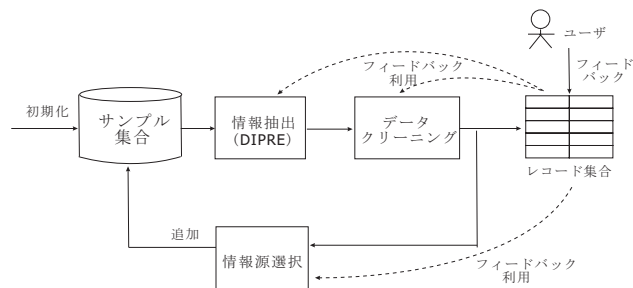 ユーザ
フィードバック
利用
フィード
バック
初期化
サンプル
集合
情報抽出
(DIPRE)
データ
クリーニング
レコード集合
追加
情報源選択
フィードバック
利用